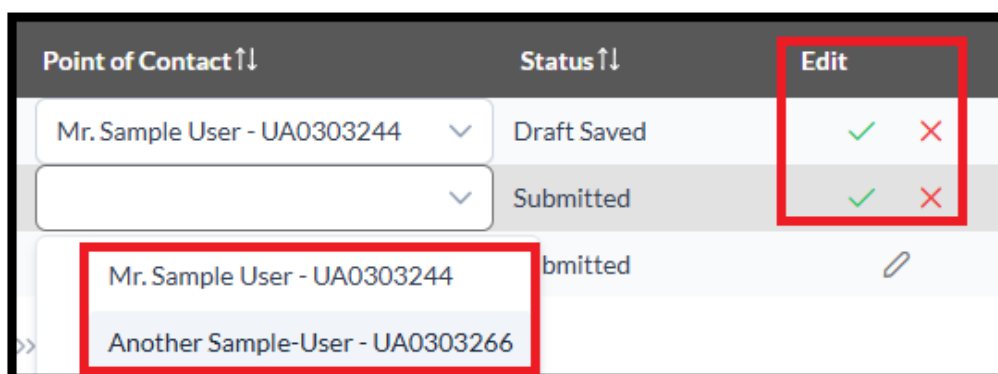 Point of Contact↑↓ Status↑↓ Edit
Mr. Sample User - UA0303244 Draft Saved
Submitted
Mr. Sample User - UA0303244 bmitted
Another Sample-User - UA0303266